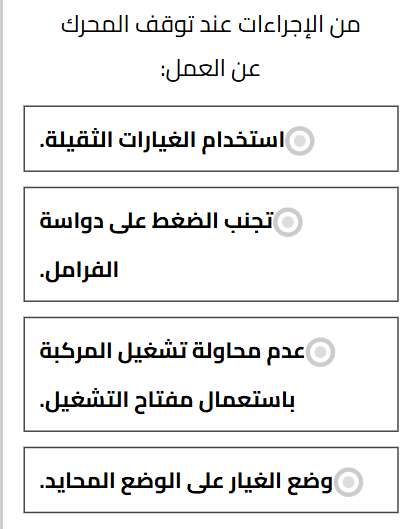 من الإجراءات عند توقف المحرك
عن العمل:
استخدام الغيارات الثقيلة.
تجنب الضغط على دواسة
الفرامل.
عدم محاولة تشغيل المركبة
باستعمال مفتاح التشغيل.
وضع الغيار على الوضع المحايد.